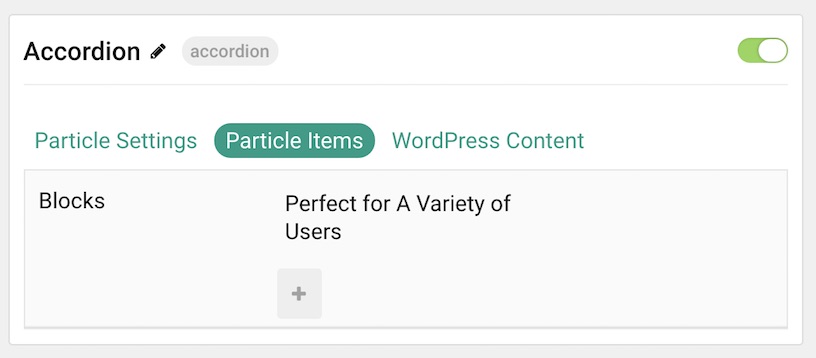 Accordion
accordion
Particle Settings
Particle Items
WordPress Content
Blocks
Perfect for A Variety of
Users
+